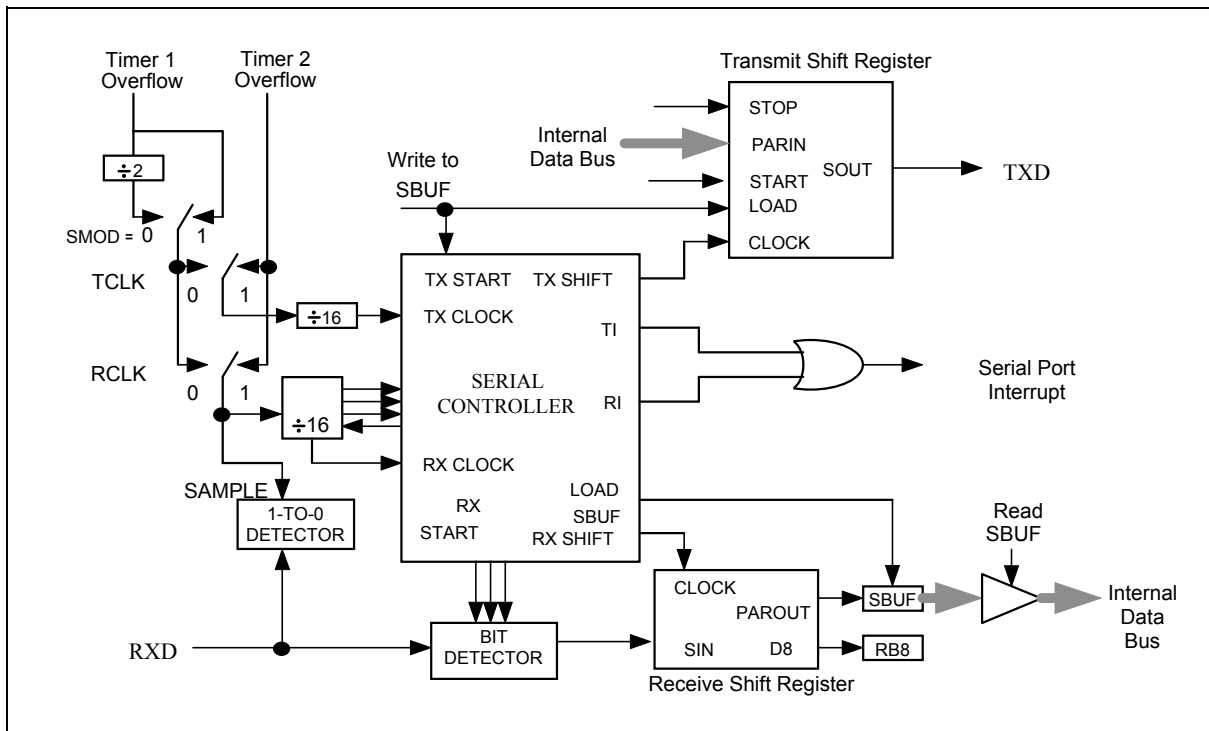 Timer 1
Overflow
Timer 2
Overflow
÷2
SMOD = 0
1
TCLK
0
1
RCLK
0
1
÷16
÷16
SAMPLE
1-TO-0
DETECTOR
RXD
Write to
SBUF
TX START
TX SHIFT
TX CLOCK
TI
SERIAL
CONTROLLER
RI
RX CLOCK
LOAD
SBUF
RX
START
RX SHIFT
BIT
DETECTOR
Transmit Shift Register
Internal
Data Bus
STOP
PARIN
SOUT
START
LOAD
CLOCK
TXD
Serial Port
Interrupt
CLOCK
PAROUT
SIN
D8
Receive Shift Register
SBUF
RB8
Read
SBUF
Internal
Data
Bus